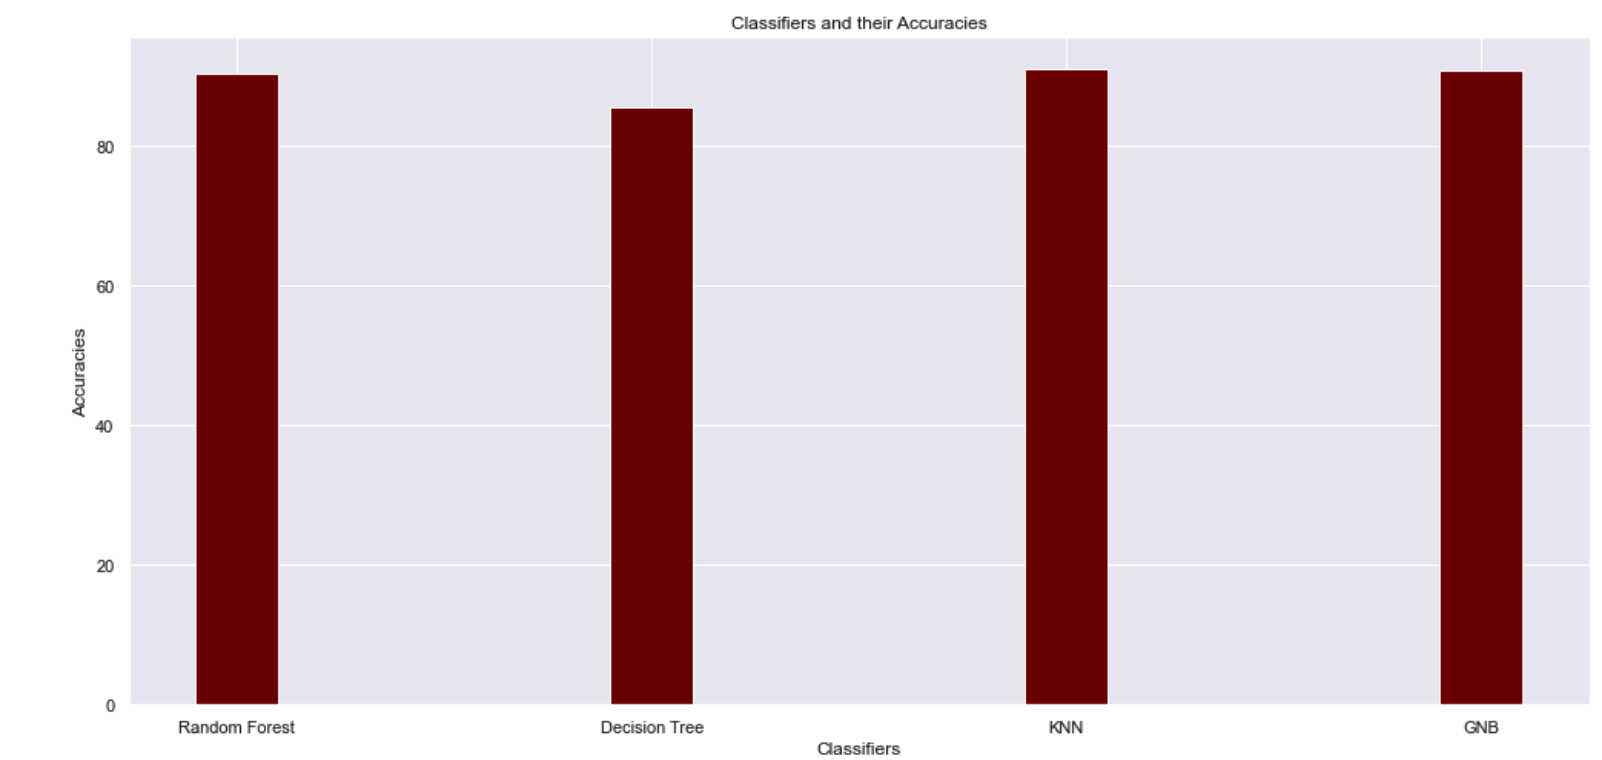 Classifiers and their Accuracies
80
60
40
20
0
Accuracies
Random Forest
Decision Tree
KNN
GNB
Classifiers